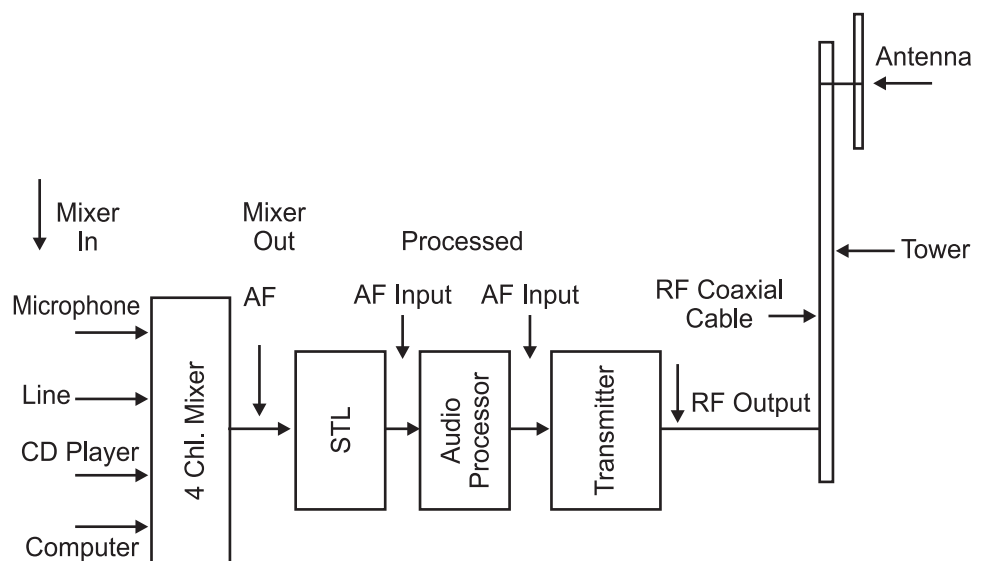 Antenna
Mixer
In
Mixer
Out
Processed
Tower
Microphone
AF
AF Input
AF Input
RF Coaxial
Cable
Line
CD Player
Computer
4 Chl. Mixer
STL
Audio
Processor
Transmitter
RF Output